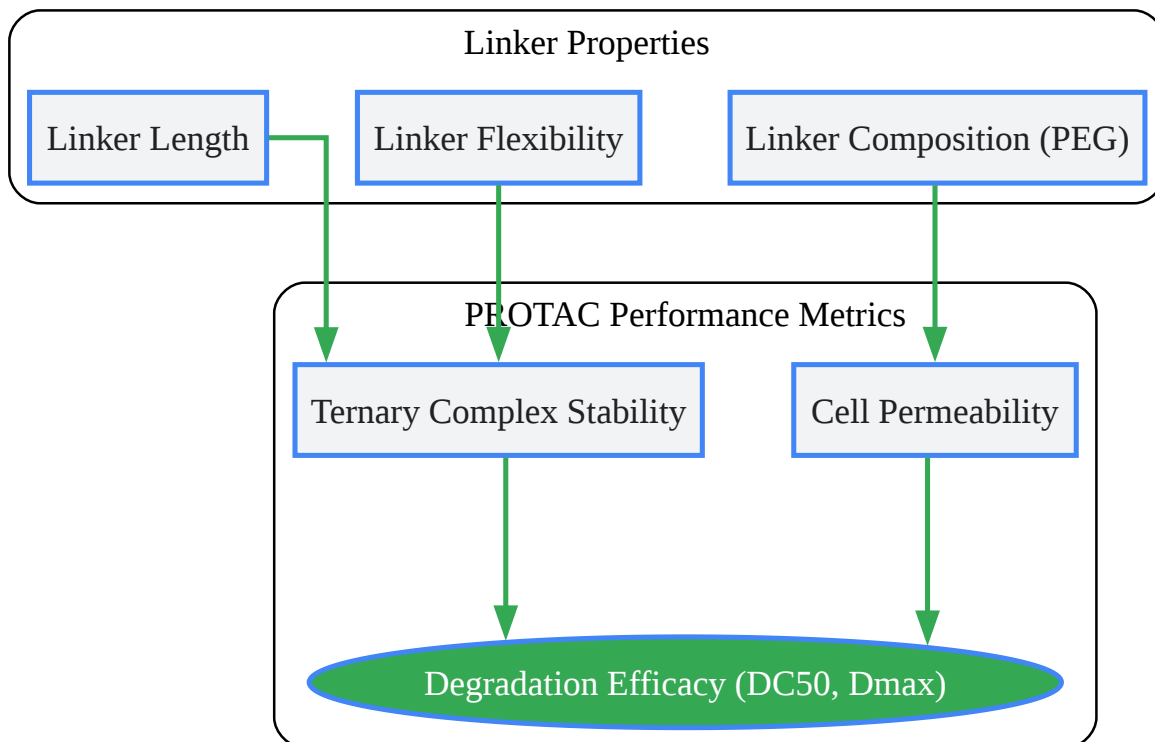 Linker Properties
Linker Length
Linker Flexibility
Linker Composition (PEG)
PROTAC Performance Metrics
Ternary Complex Stability
Cell Permeability
Degradation Efficacy (DC50, Dmax)